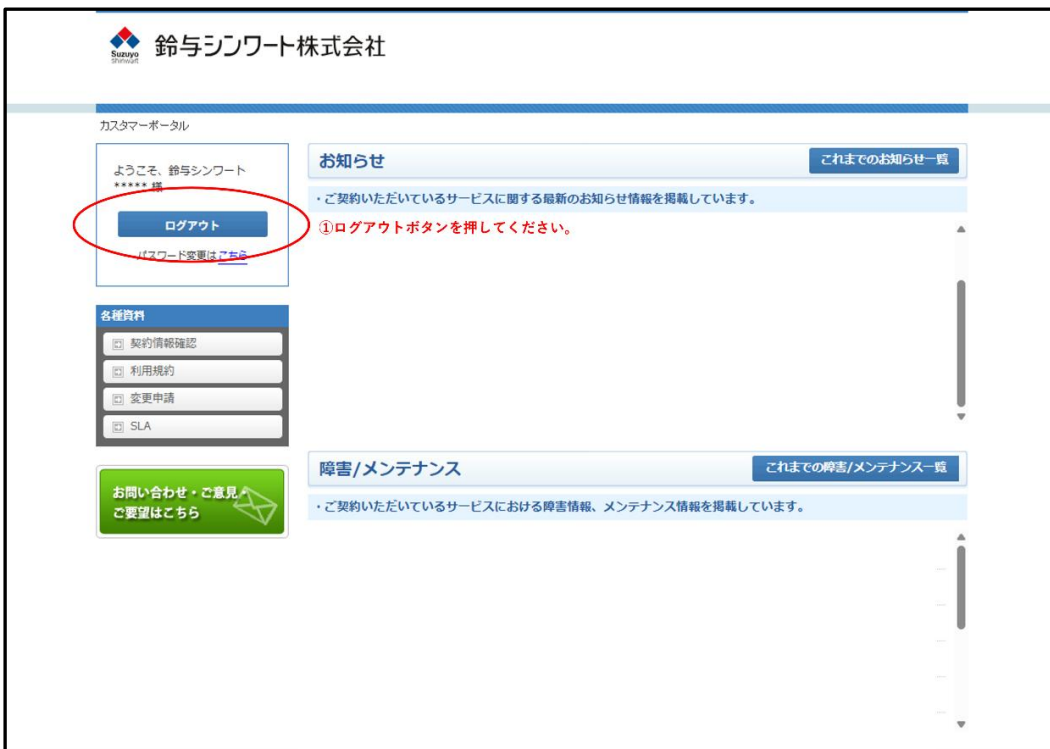 Suzuyo
Shinwart
鈴与シンワート株式会社
カスタマーポータル
ようこそ、鈴与シンワート
***** 様
ログアウト
パスワード変更はこちら
各種資料
契約情報確認
利用規約
変更申請
SLA
お問い合わせ・ご意見
ご要望はこちら
お知らせ
これまでのお知らせ一覧
・ご契約いただいているサービスに関する最新のお知らせ情報を掲載しています。
①ログアウトボタンを押してください。
障害/メンテナンス
これまでの障害/メンテナンス一覧
・ご契約いただいているサービスにおける障害情報、メンテナンス情報を掲載しています。